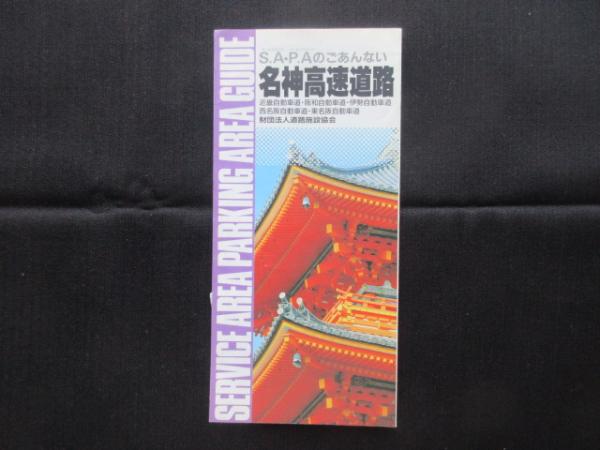 SERVICE AREA PARKING AREA GUIDE
S.A・P.Aのごあんない
名神高速道路
近畿自動車道・阪和自動車道・伊勢自動車道
西名阪自動車道・東名阪自動車道
財団法人道路施設協会